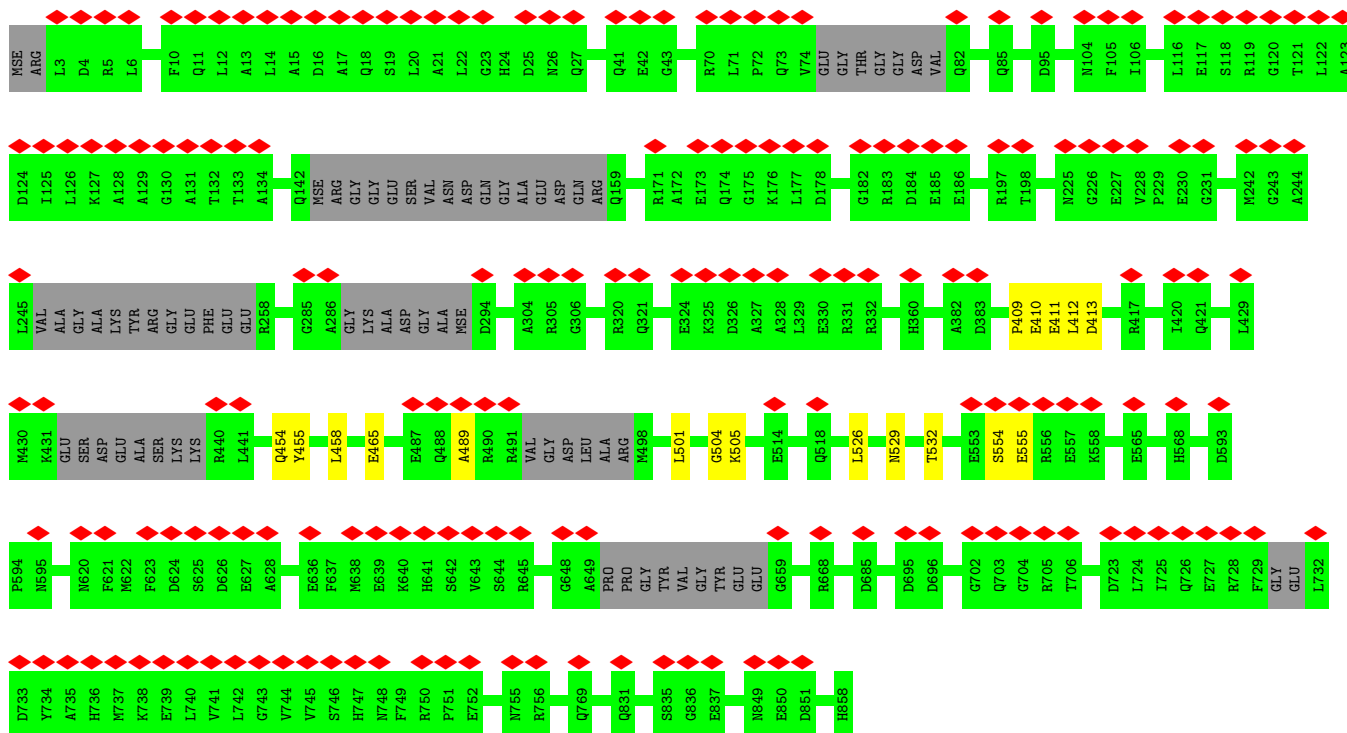 MSE ARG L3 D4 R5 L6 F10 Q11 L12 A13 L14 A15 D16 A17 Q18 S19 L20 A21 L22 G23 H24 D25 N26 Q27 Q41 E42 G43 R70 L71 P72 Q73 V74 GLU GLY THR GLY GLY ASP VAL Q82 Q85 D95 N104 F105 I106 L116 E117 S118 R119 G120 T121 L122 A123
D124 I125 L126 K127 A128 A129 G130 A131 T132 T133 A134 Q142 MSE ARG GLY GLY GLU SER VAL ASN ASP GLN GLY ALA GLU ASP GLN ARG Q159 R171 A172 E173 Q174 G175 K176 L177 D178 G182 R183 D184 E185 E186 R197 T198 N225 G226 E227 V228 P229 E230 G231 M242 G243 A244
L245 VAL ALA GLY ALA LYS TYR ARG GLY GLU PHE GLU GLU R258 G285 A286 GLY LYS ALA ASP GLY ALA MSE D294 A304 R305 G306 R320 Q321 E324 K325 D326 A327 A328 L329 E330 R331 R332 H360 A382 D383 P409 E410 E411 L412 D413 R417 I420 Q421 L429
M430 K431 GLU SER ASP GLU ALA SER LYS LYS R440 L441 Q454 Y455 L458 E465 E487 Q488 A489 R490 R491 VAL GLY ASP LEU ALA ARG M498 L501 G504 K505 E514 Q518 L526 N529 T532 E553 S554 E555 R556 E557 K558 E565 H568 D593
P594 N595 N620 F621 M622 F623 D624 S625 D626 E627 A628 E636 F637 M638 E639 K640 H641 S642 V643 S644 R645 G648 A649 PRO PRO GLY TYR VAL GLY TYR GLU GLU G659 R668 D685 D695 D696 G702 Q703 G704 R705 T706 D723 L724 I725 Q726 E727 R728 F729 GLY GLU L732
D733 Y734 A735 H736 M737 K738 E739 L740 V741 L742 G743 V744 V745 S746 H747 N748 F749 R750 P751 E752 N755 R756 Q769 Q831 S835 G836 E837 N849 E850 D851 H858